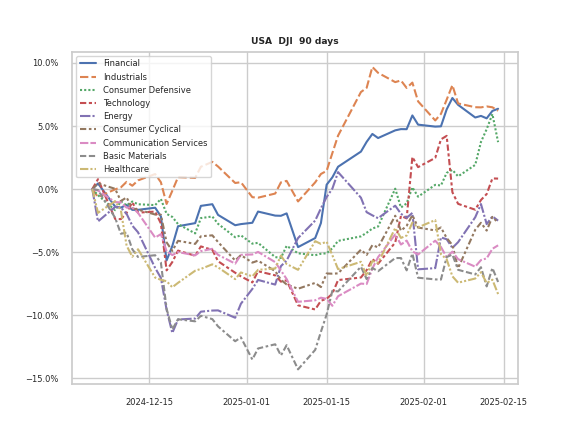 USA DJI 90 days
10.0%
5.0%
0.0%
−5.0%
−10.0%
−15.0%
Financial
Industrials
Consumer Defensive
Technology
Energy
Consumer Cyclical
Communication Services
Basic Materials
Healthcare
2024-12-15
2025-01-01
2025-01-15
2025-02-01
2025-02-15